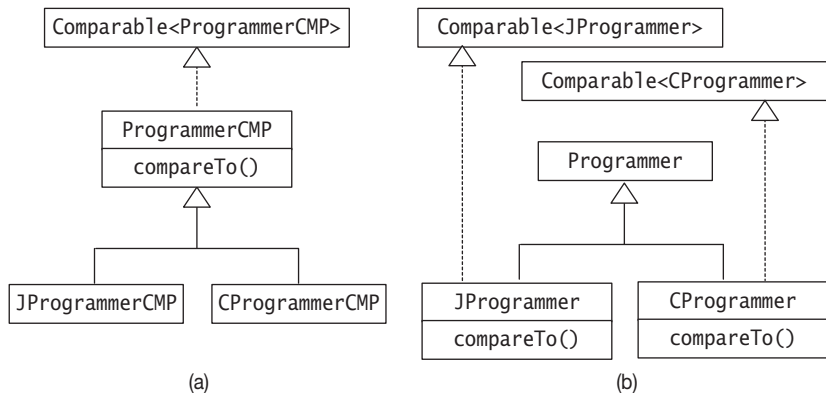 Comparable<ProgrammerCMP>
ProgrammerCMP
compareTo()
JProgrammerCMP
CProgrammerCMP
(a)
Comparable<JProgrammer>
Comparable<CProgrammer>
Programmer
JProgrammer
compareTo()
CProgrammer
compareTo()
(b)